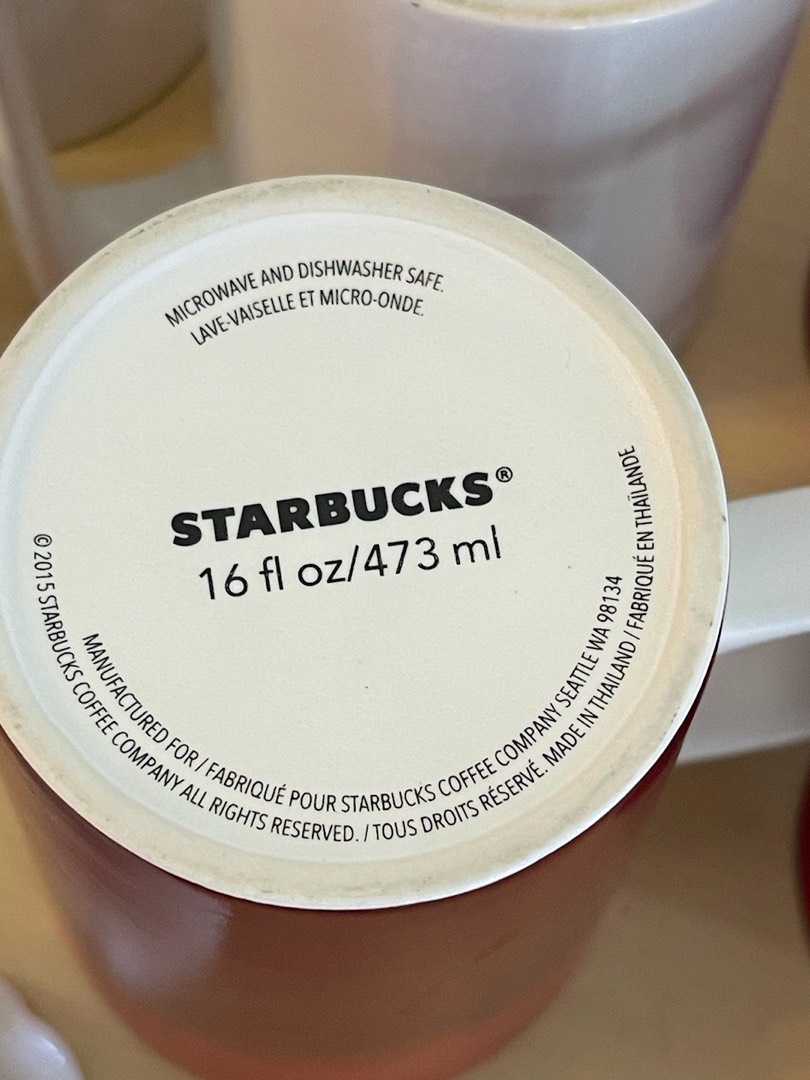 MICROWAVE AND DISHWASHER SAFE.
LAVE-VAISELLE ET MICRO-ONDE.
STARBUCKS®
16 fl oz/473 ml
MANUFACTURED FOR / FABRIQUÉ POUR STARBUCKS COFFEE COMPANY SEATTLE WA 98134
© 2015 STARBUCKS COFFEE COMPANY ALL RIGHTS RESERVED. / TOUS DROITS RÉSERVÉ. MADE IN THAILAND / FABRIQUÉ EN THAÏLANDE